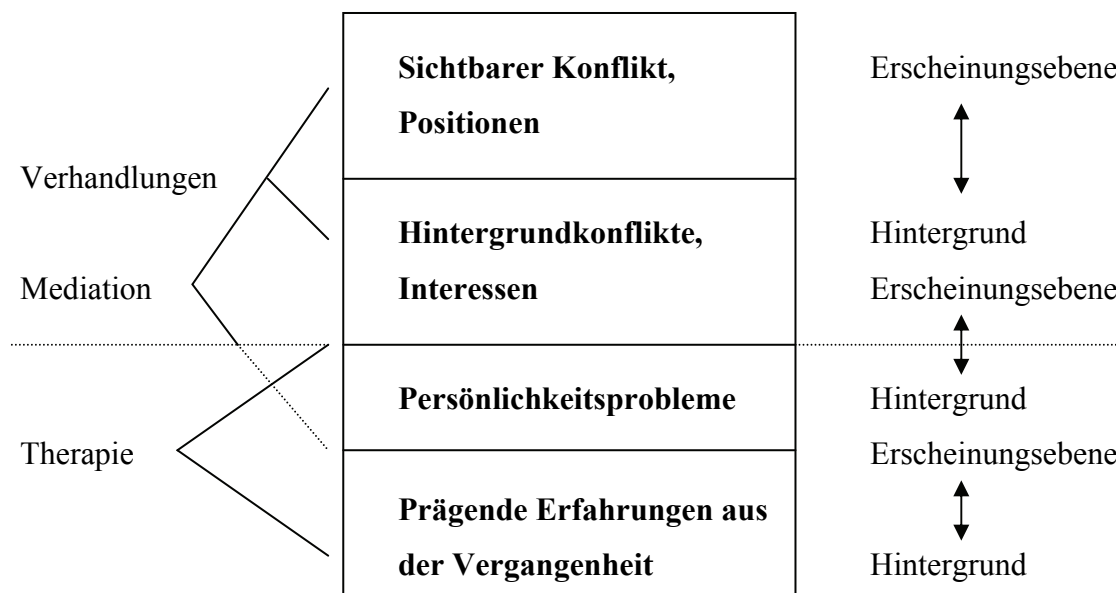 Sichtbarer Konflikt,
Positionen
Erscheinungsebene
Verhandlungen
Hintergrundkonflikte,
Interessen
Hintergrund
Mediation
Erscheinungsebene
Persönlichkeitsprobleme
Hintergrund
Therapie
Erscheinungsebene
Prägende Erfahrungen aus
der Vergangenheit
Hintergrund